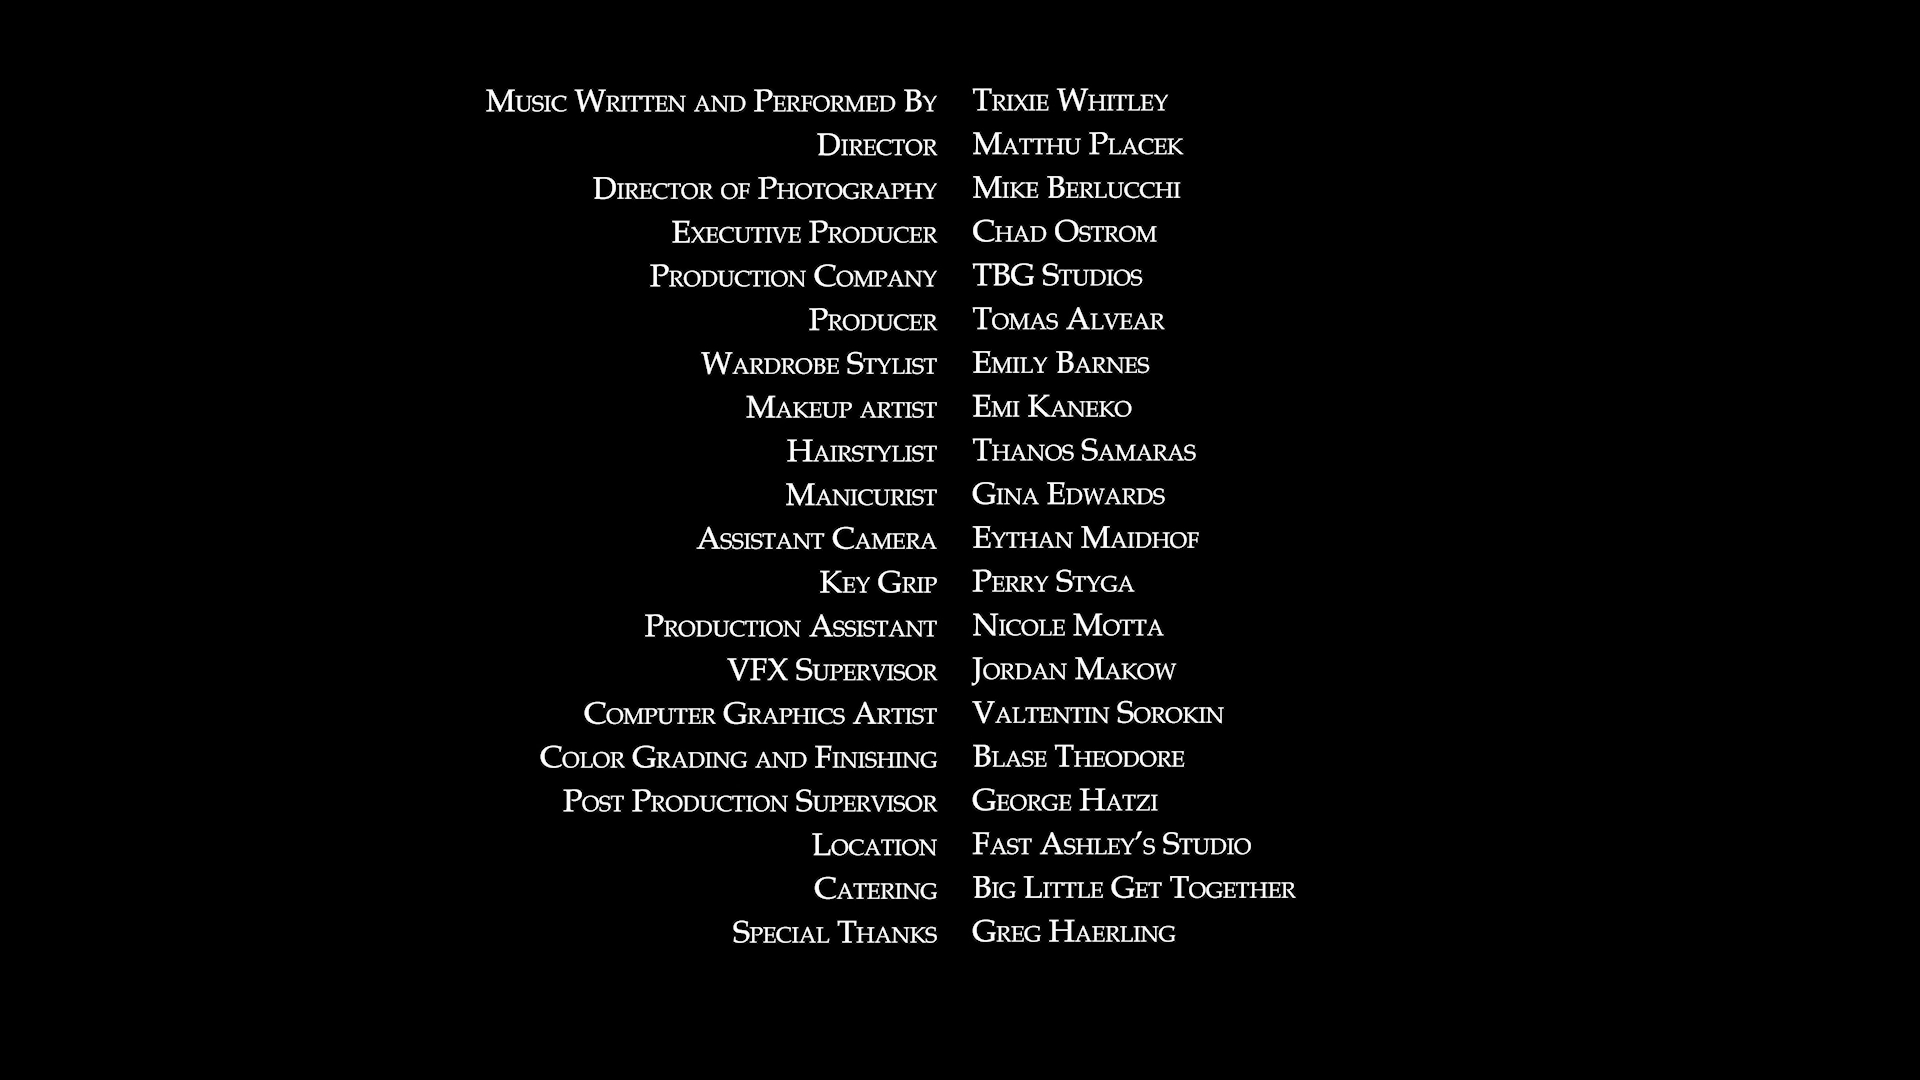 Music Written and Performed By Trixie Whitley
Director Matthu Placek
Director of Photography Mike Berlucchi
Executive Producer Chad Ostrom
Production Company TBG Studios
Producer Tomas Alvear
Wardrobe Stylist Emily Barnes
Makeup artist Emi Kaneko
Hairstylist Thanos Samaras
Manicurist Gina Edwards
Assistant Camera Eythan Maidhof
Key Grip Perry Styga
Production Assistant Nicole Motta
VFX Supervisor Jordan Makow
Computer Graphics Artist Valtentin Sorokin
Color Grading and Finishing Blase Theodore
Post Production Supervisor George Hatzi
Location Fast Ashley's Studio
Catering Big Little Get Together
Special Thanks Greg Haerling